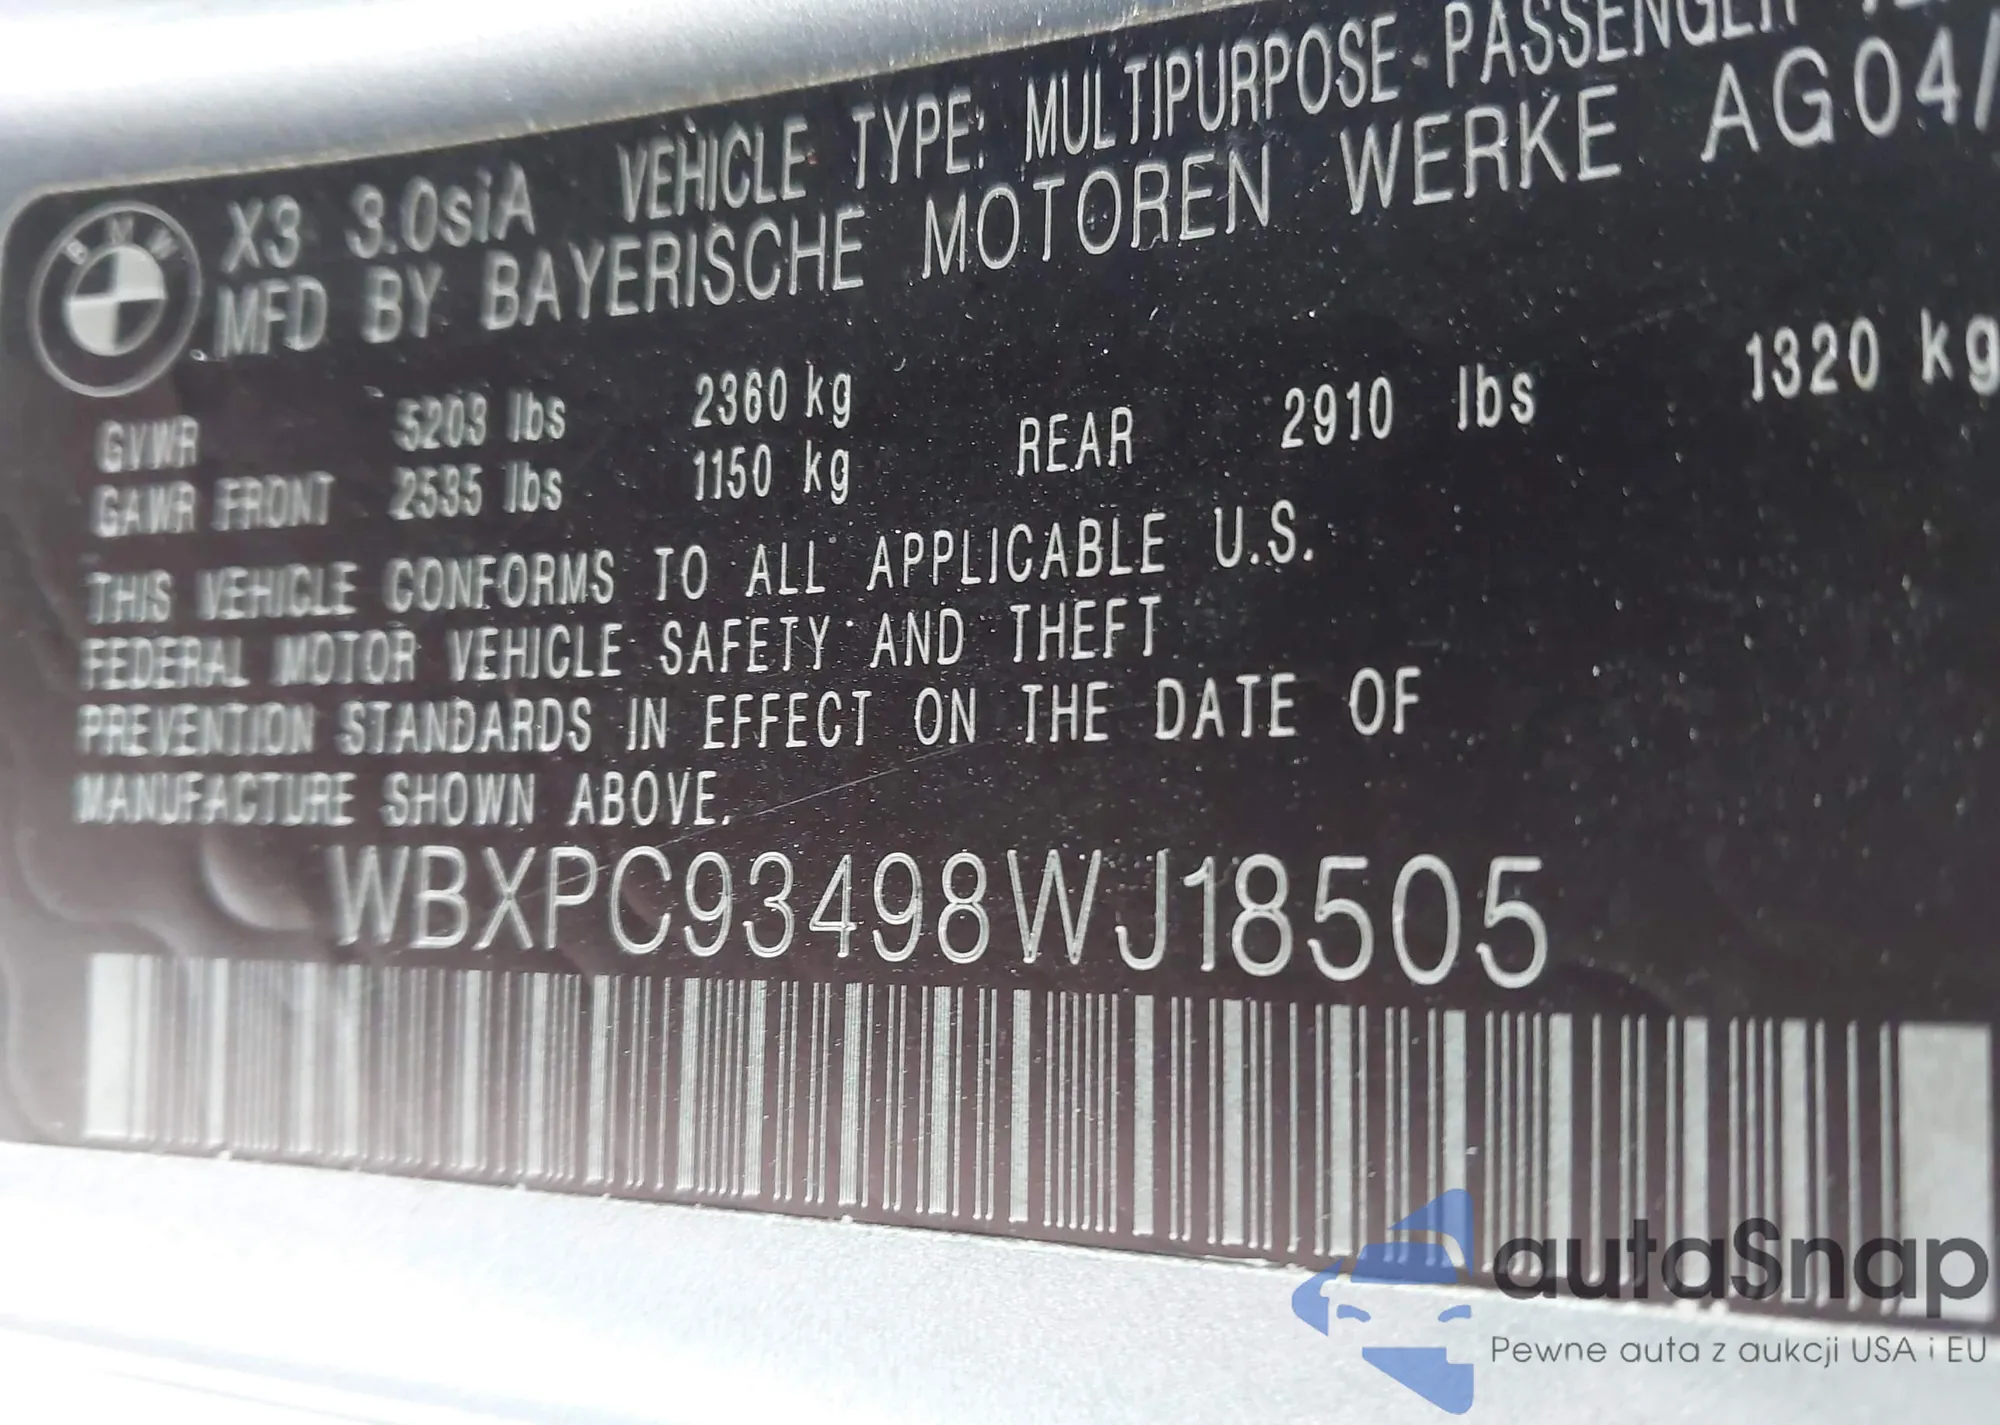 BMW
X3 3.0siA VEHICLE TYPE: MULTIPURPOSE PASSENGER
MFD BY BAYERISCHE MOTOREN WERKE AG 04/
GVWR 5203 lbs 2360 kg
GAWR FRONT 2535 lbs 1150 kg REAR 2910 lbs 1320 kg
THIS VEHICLE CONFORMS TO ALL APPLICABLE U.S.
FEDERAL MOTOR VEHICLE SAFETY AND THEFT
PREVENTION STANDARDS IN EFFECT ON THE DATE OF
MANUFACTURE SHOWN ABOVE.
WBXPC93498WJ18505
autaSnap
Pewne auta z aukcji USA i EU